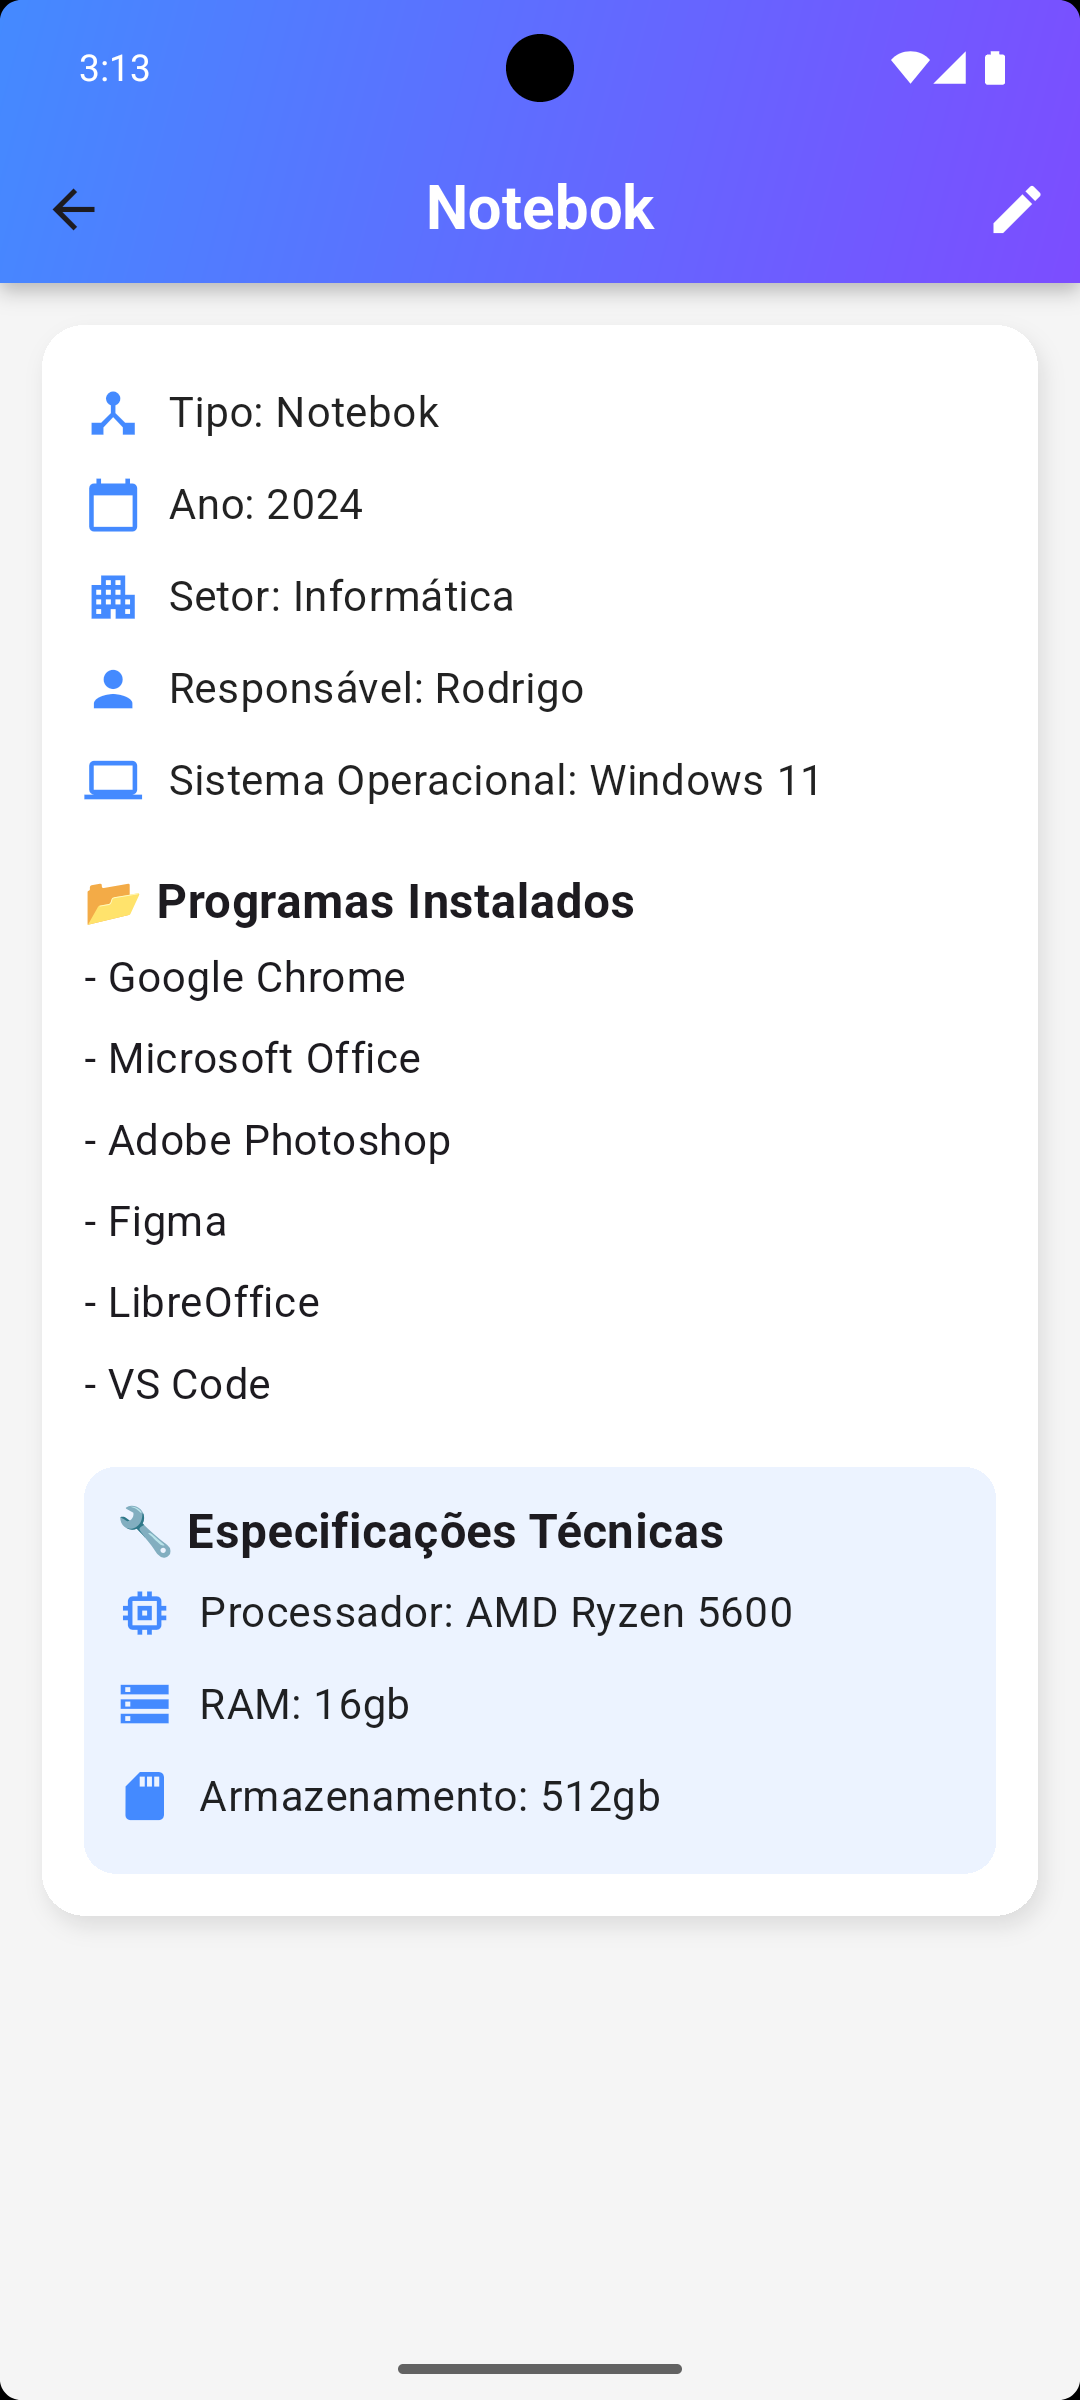 3:13
Notebok
Tipo: Notebok
Ano: 2024
Setor: Informática
Responsável: Rodrigo
Sistema Operacional: Windows 11
📂 Programas Instalados
- Google Chrome
- Microsoft Office
- Adobe Photoshop
- Figma
- LibreOffice
- VS Code
🔧 Especificações Técnicas
Processador: AMD Ryzen 5600
RAM: 16gb
Armazenamento: 512gb